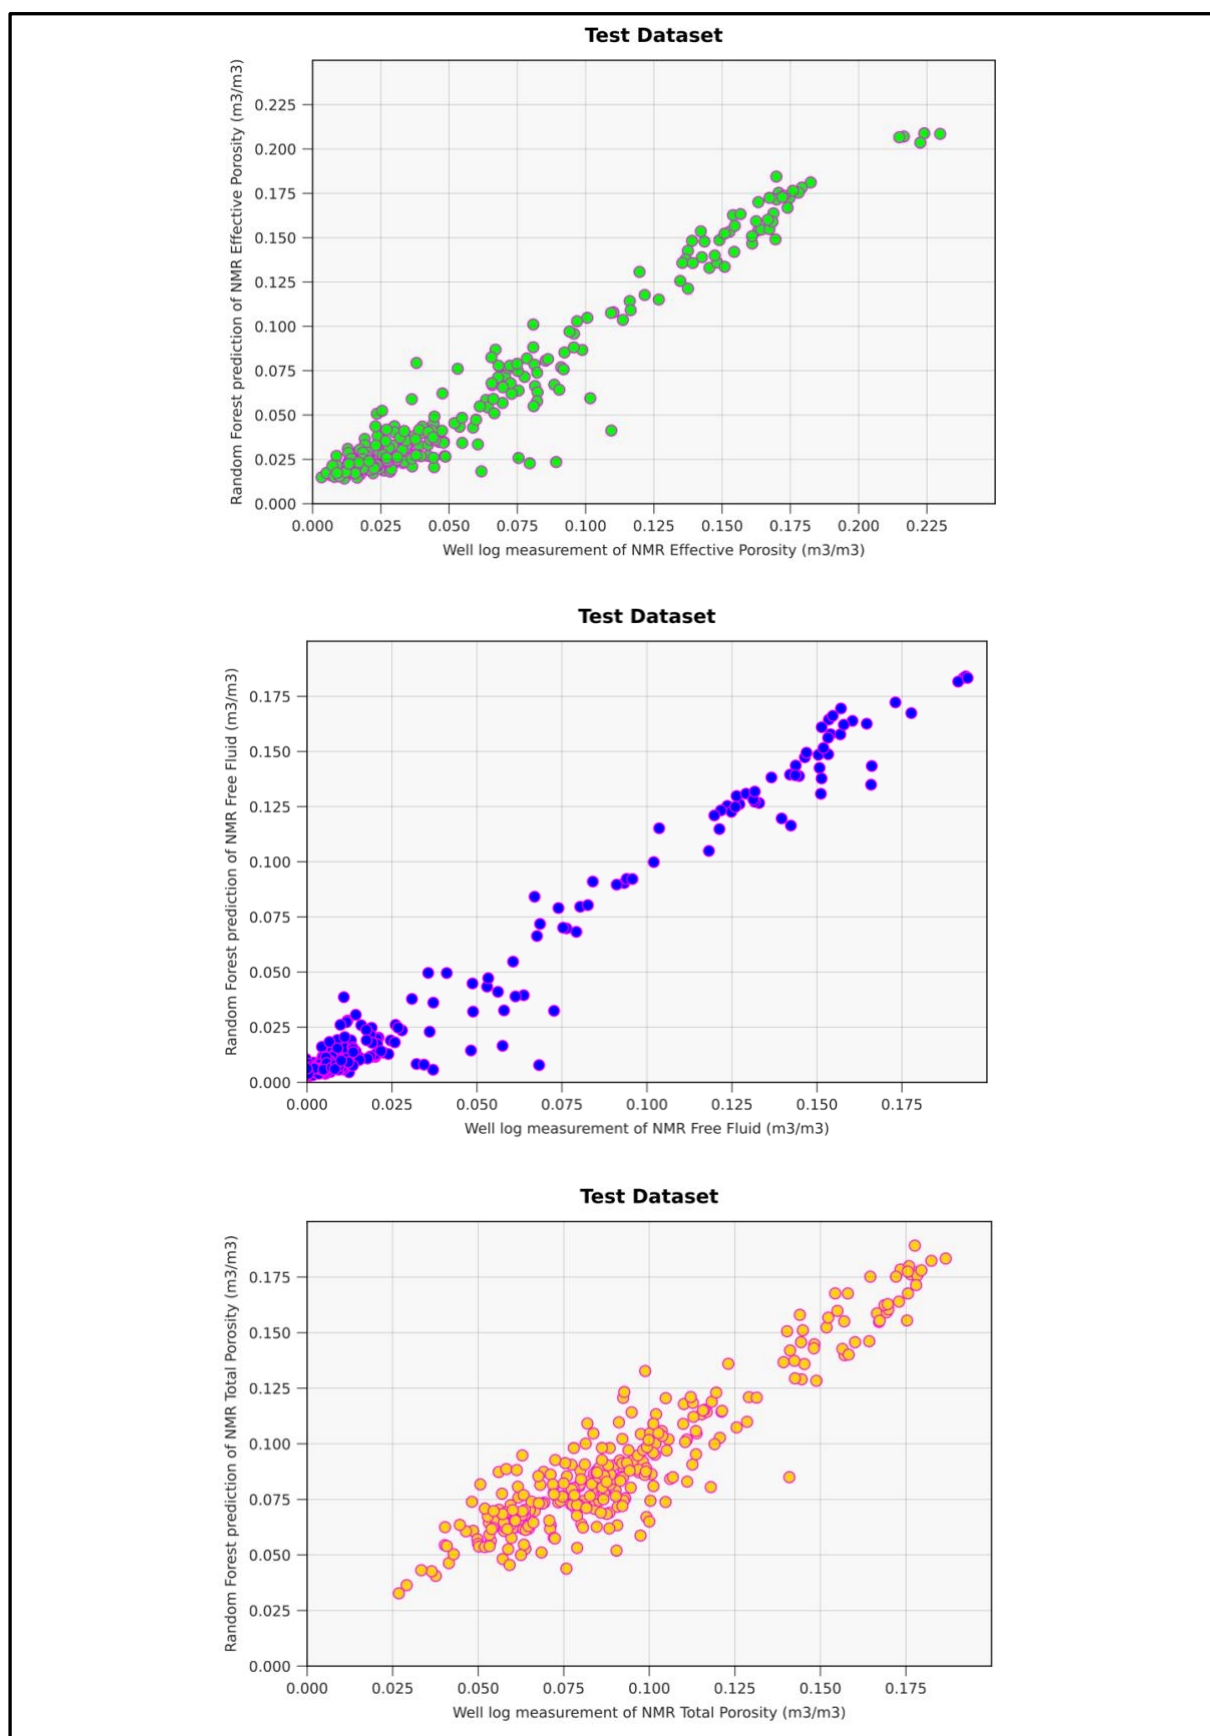 Test Dataset
Random Forest prediction of NMR Effective Porosity (m3/m3)
0.225
0.200
0.175
0.150
0.125
0.100
0.075
0.050
0.025
0.000
0.000 0.025 0.050 0.075 0.100 0.125 0.150 0.175 0.200 0.225
Well log measurement of NMR Effective Porosity (m3/m3)
Test Dataset
Random Forest prediction of NMR Free Fluid (m3/m3)
0.175
0.150
0.125
0.100
0.075
0.050
0.025
0.000
0.000 0.025 0.050 0.075 0.100 0.125 0.150 0.175
Well log measurement of NMR Free Fluid (m3/m3)
Test Dataset
Random Forest prediction of NMR Total Porosity (m3/m3)
0.175
0.150
0.125
0.100
0.075
0.050
0.025
0.000
0.000 0.025 0.050 0.075 0.100 0.125 0.150 0.175
Well log measurement of NMR Total Porosity (m3/m3)